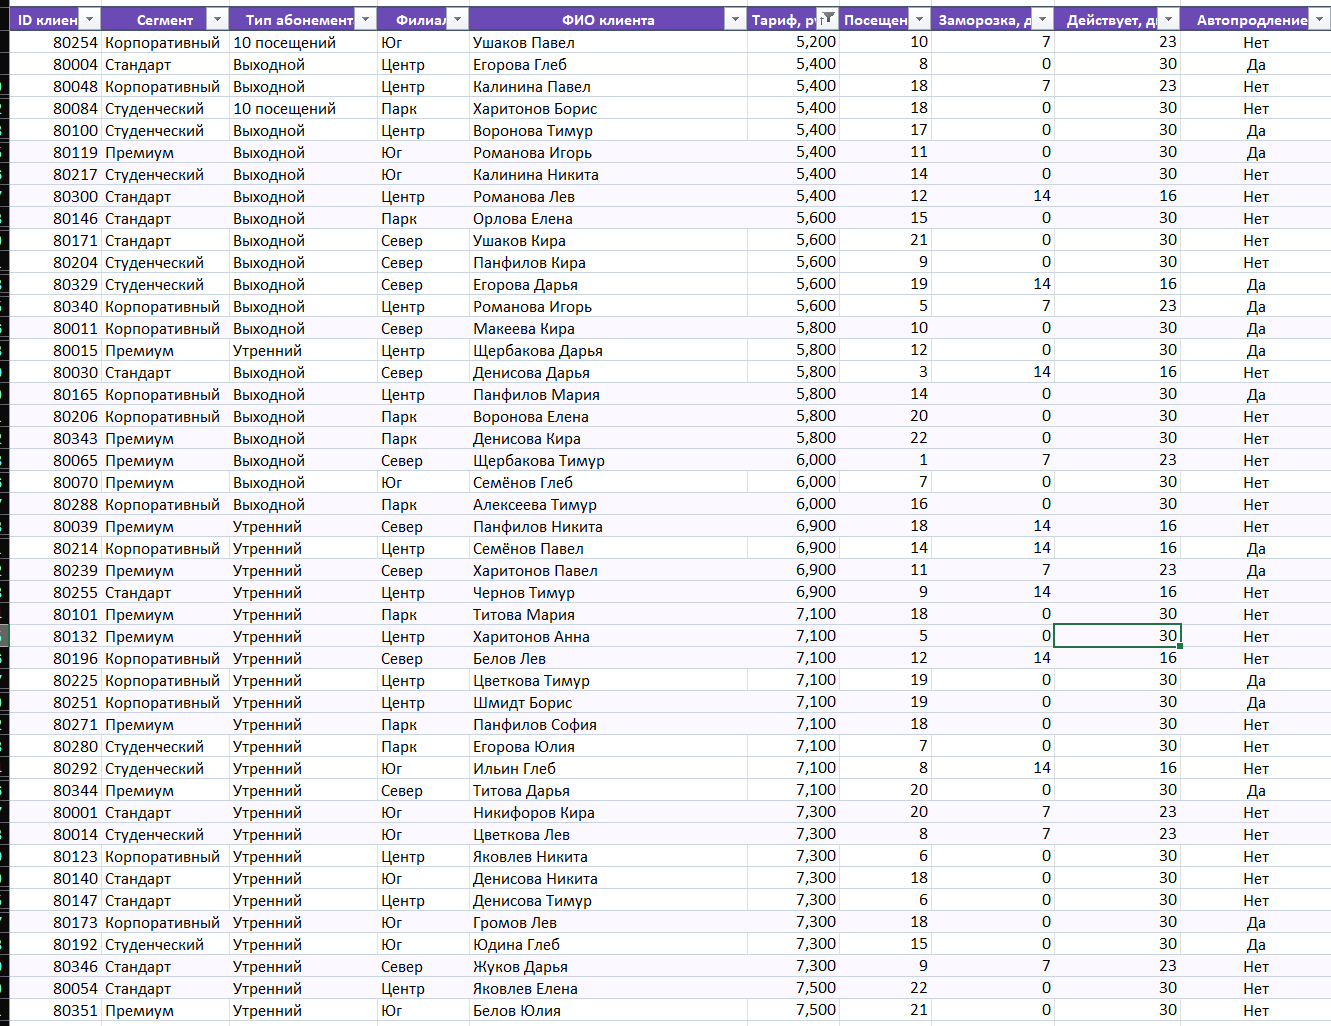 ID клиен Сегмент Тип абонемент Филиал ФИО клиента Тариф, ру Посещен Заморозка, д Действует, д Автопродление
80254 Корпоративный 10 посещений Юг Ушаков Павел 5,200 10 7 23 Нет
80004 Стандарт Выходной Центр Егорова Глеб 5,400 8 0 30 Да
80048 Корпоративный Выходной Центр Калинина Павел 5,400 18 7 23 Нет
80084 Студенческий 10 посещений Парк Харитонов Борис 5,400 18 0 30 Нет
80100 Студенческий Выходной Центр Воронова Тимур 5,400 17 0 30 Да
80119 Премиум Выходной Юг Романова Игорь 5,400 11 0 30 Да
80217 Студенческий Выходной Юг Калинина Никита 5,400 14 0 30 Нет
80300 Стандарт Выходной Центр Романова Лев 5,400 12 14 16 Нет
80146 Стандарт Выходной Парк Орлова Елена 5,600 15 0 30 Нет
80171 Стандарт Выходной Север Ушаков Кира 5,600 21 0 30 Нет
80204 Студенческий Выходной Север Панфилов Кира 5,600 9 0 30 Нет
80329 Студенческий Выходной Север Егорова Дарья 5,600 19 14 16 Да
80340 Корпоративный Выходной Центр Романова Игорь 5,600 5 7 23 Да
80011 Корпоративный Выходной Север Макеева Кира 5,800 10 0 30 Да
80015 Премиум Утренний Центр Щербакова Дарья 5,800 12 0 30 Да
80030 Стандарт Выходной Север Денисова Дарья 5,800 3 14 16 Нет
80165 Корпоративный Выходной Центр Панфилов Мария 5,800 14 0 30 Да
80206 Корпоративный Выходной Парк Воронова Елена 5,800 20 0 30 Нет
80343 Премиум Выходной Парк Денисова Кира 5,800 22 0 30 Нет
80065 Премиум Выходной Север Щербакова Тимур 6,000 1 7 23 Нет
80070 Премиум Выходной Юг Семёнов Глеб 6,000 7 0 30 Нет
80288 Корпоративный Выходной Парк Алексеева Тимур 6,000 16 0 30 Нет
80039 Премиум Утренний Север Панфилов Никита 6,900 18 14 16 Нет
80214 Корпоративный Утренний Центр Семёнов Павел 6,900 14 14 16 Да
80239 Премиум Утренний Север Харитонов Павел 6,900 11 7 23 Да
80255 Стандарт Утренний Центр Чернов Тимур 6,900 9 14 16 Нет
80101 Премиум Утренний Парк Титова Мария 7,100 18 0 30 Нет
80132 Премиум Утренний Центр Харитонов Анна 7,100 5 0 30 Нет
80196 Корпоративный Утренний Север Белов Лев 7,100 12 14 16 Нет
80225 Корпоративный Утренний Центр Цветкова Тимур 7,100 19 0 30 Да
80251 Корпоративный Утренний Центр Шмидт Борис 7,100 19 0 30 Да
80271 Премиум Утренний Парк Панфилов София 7,100 18 0 30 Нет
80280 Студенческий Утренний Парк Егорова Юлия 7,100 7 0 30 Нет
80292 Студенческий Утренний Юг Ильин Глеб 7,100 8 14 16 Нет
80344 Премиум Утренний Север Титова Дарья 7,100 20 0 30 Да
80001 Стандарт Утренний Юг Никифоров Кира 7,300 20 7 23 Нет
80014 Студенческий Утренний Юг Цветкова Лев 7,300 8 7 23 Нет
80123 Корпоративный Утренний Центр Яковлев Никита 7,300 6 0 30 Нет
80140 Стандарт Утренний Юг Денисова Никита 7,300 18 0 30 Нет
80147 Стандарт Утренний Центр Денисова Тимур 7,300 6 0 30 Нет
80173 Корпоративный Утренний Юг Громов Лев 7,300 18 0 30 Да
80192 Студенческий Утренний Юг Юдина Глеб 7,300 15 0 30 Да
80346 Стандарт Утренний Север Жуков Дарья 7,300 9 7 23 Нет
80054 Стандарт Утренний Центр Яковлев Елена 7,500 22 0 30 Нет
80351 Премиум Утренний Юг Белов Юлия 7,500 21 0 30 Нет